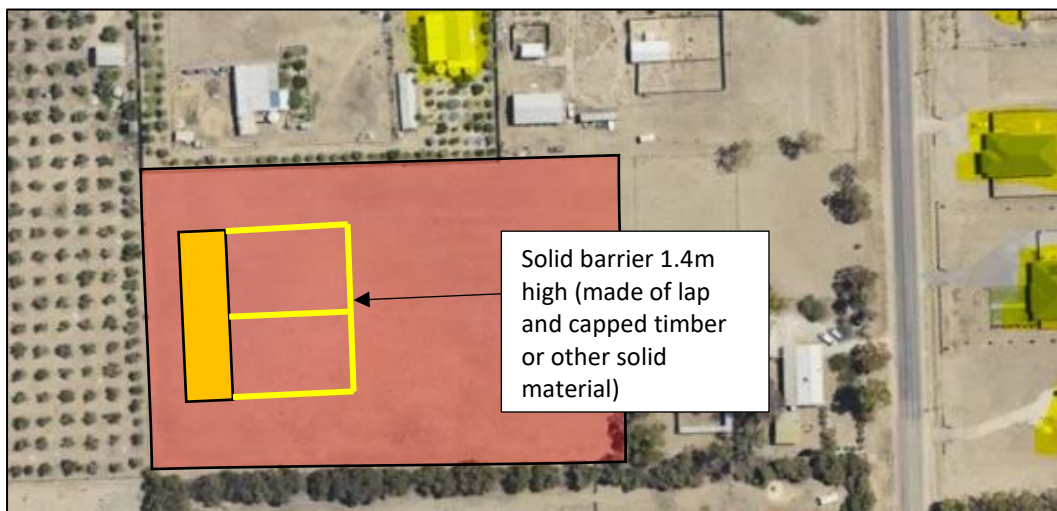 Solid barrier 1.4m
high (made of lap
and capped timber
or other solid
material)